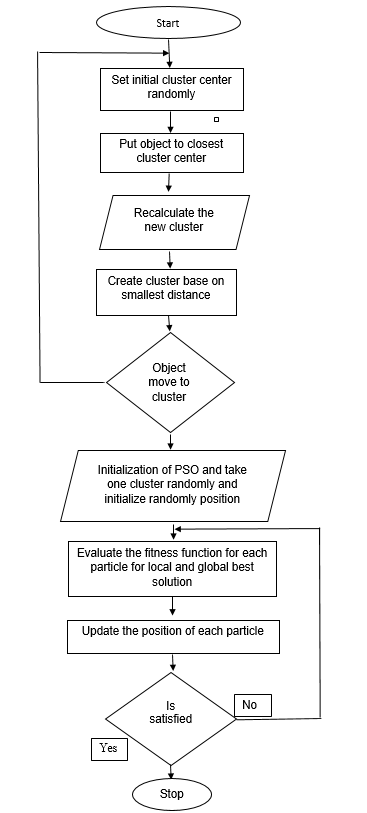 Start
Set initial cluster center
randomly
Put object to closest
cluster center
Recalculate the
new cluster
Create cluster base on
smallest distance
Object
move to
cluster
Initialization of PSO and take
one cluster randomly and
initialize randomly position
Evaluate the fitness function for each
particle for local and global best
solution
Update the position of each particle
Is
satisfied
No
Yes
Stop